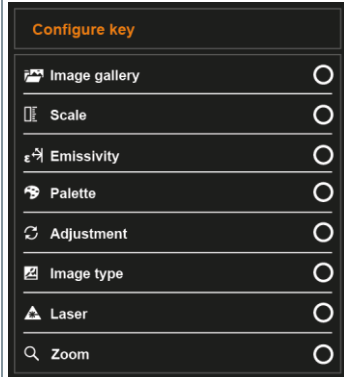 Configure key
Image gallery
Scale
Emissivity
Palette
Adjustment
Image type
Laser
Zoom